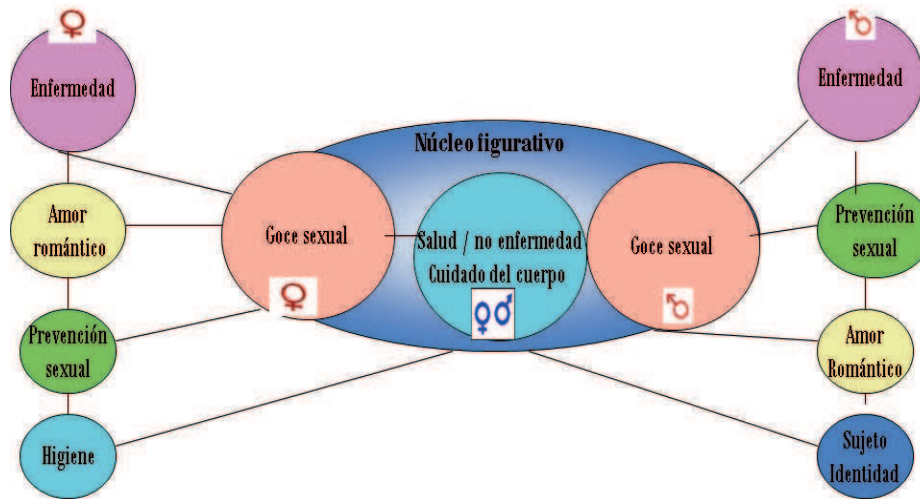 Enfermedad
Amor
romántico
Prevención
sexual
Higiene
Núcleo figurativo
Goce sexual
Salud / no enfermedad
Cuidado del cuerpo
Goce sexual
Enfermedad
Prevención
sexual
Amor
Romántico
Sujeto
Identidad